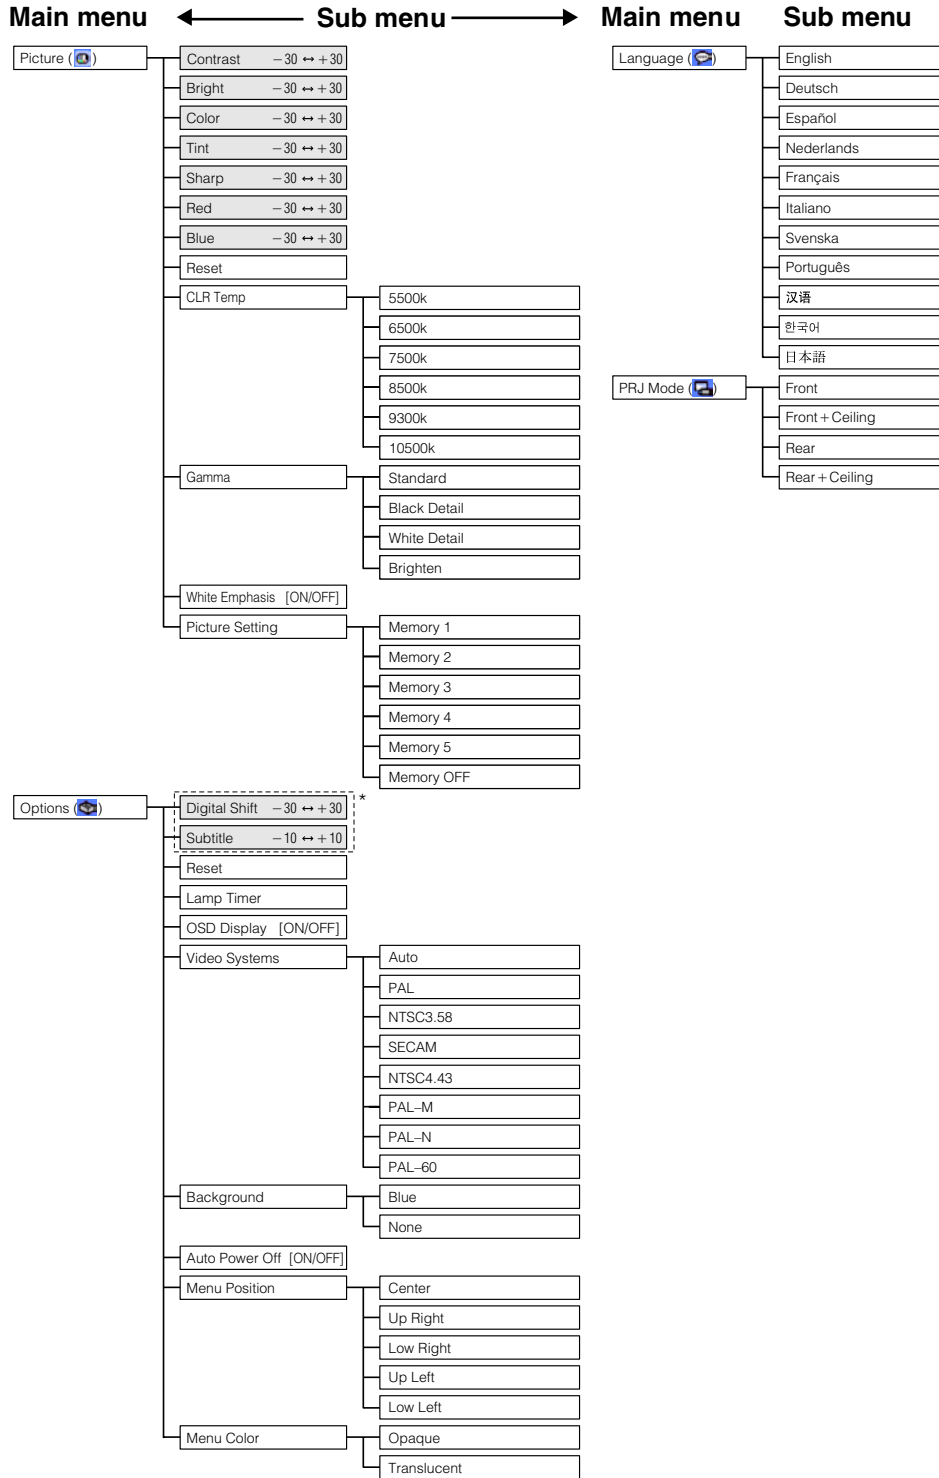 Main menu Sub menu Main menu Sub menu
Picture ( )
Contrast −30 ↔ +30
Bright −30 ↔ +30
Color −30 ↔ +30
Tint −30 ↔ +30
Sharp −30 ↔ +30
Red −30 ↔ +30
Blue −30 ↔ +30
Reset
CLR Temp
5500k
6500k
7500k
8500k
9300k
10500k
Gamma
Standard
Black Detail
White Detail
Brighten
White Emphasis [ON/OFF]
Picture Setting
Memory 1
Memory 2
Memory 3
Memory 4
Memory 5
Memory OFF
Options ( )
Digital Shift −30 ↔ +30 *
Subtitle −10 ↔ +10
Reset
Lamp Timer
OSD Display [ON/OFF]
Video Systems
Auto
PAL
NTSC3.58
SECAM
NTSC4.43
PAL–M
PAL–N
PAL–60
Background
Blue
None
Auto Power Off [ON/OFF]
Menu Position
Center
Up Right
Low Right
Up Left
Low Left
Menu Color
Opaque
Translucent
Language ( )
English
Deutsch
Español
Nederlands
Français
Italiano
Svenska
Português
汉语
한국어
日本語
PRJ Mode ( )
Front
Front+Ceiling
Rear
Rear+Ceiling